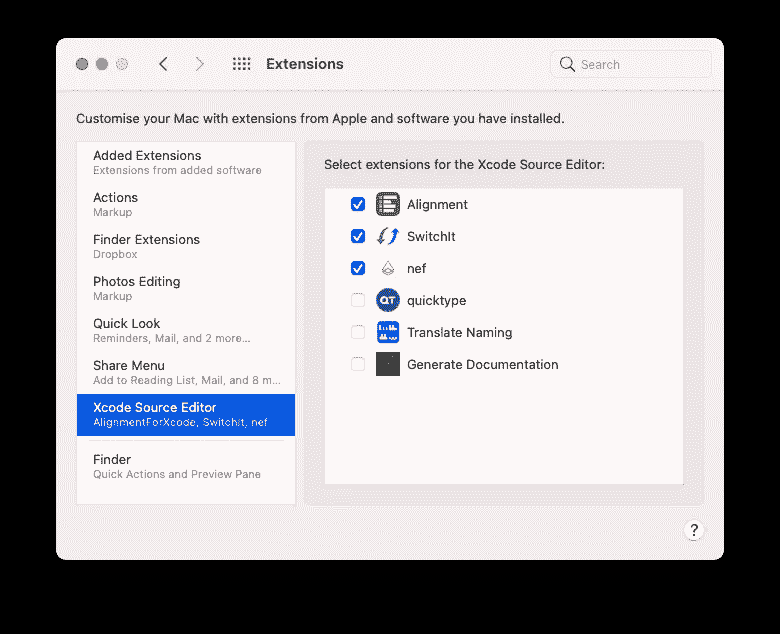 Extensions
Search
Customise your Mac with extensions from Apple and software you have installed.
Added Extensions
Extensions from added software
Actions
Markup
Finder Extensions
Dropbox
Photos Editing
Markup
Quick Look
Reminders, Mail, and 2 more...
Share Menu
Add to Reading List, Mail, and 8 m...
Xcode Source Editor
AlignmentForXcode, SwitchIt, nef
Finder
Quick Actions and Preview Pane
Select extensions for the Xcode Source Editor:
Alignment
SwitchIt
nef
QT quicktype
Translate Naming
Generate Documentation
?